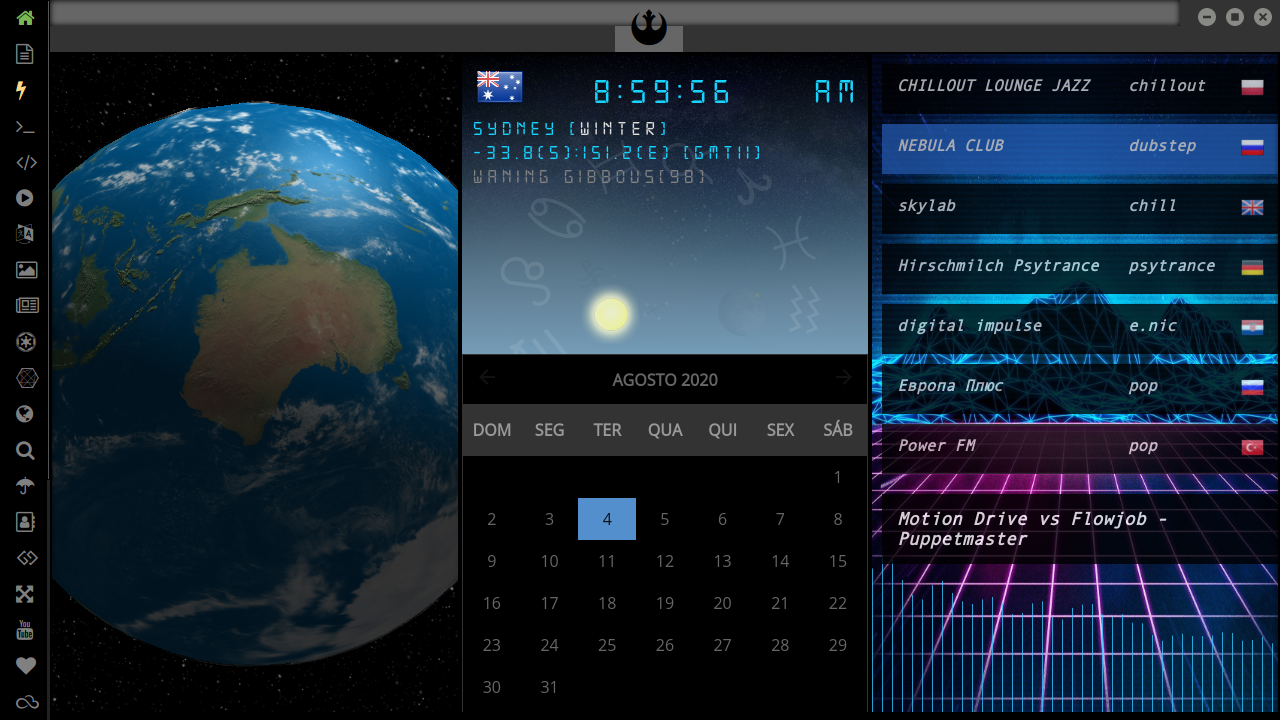 8:59:56 AM
SYDNEY [WINTER]
-33.8(S):151.2(E) [GMT11]
WANING GIBBOUS[98]
AGOSTO 2020
DOM SEG TER QUA QUI SEX SÁB
1
2 3 4 5 6 7 8
9 10 11 12 13 14 15
16 17 18 19 20 21 22
23 24 25 26 27 28 29
30 31
CHILLOUT LOUNGE JAZZ chillout
NEBULA CLUB dubstep
skylab chill
Hirschmilch Psytrance psytrance
digital impulse e.nic
Европа Плюс pop
Power FM pop
Motion Drive vs Flowjob -
Puppetmaster
You
Tube